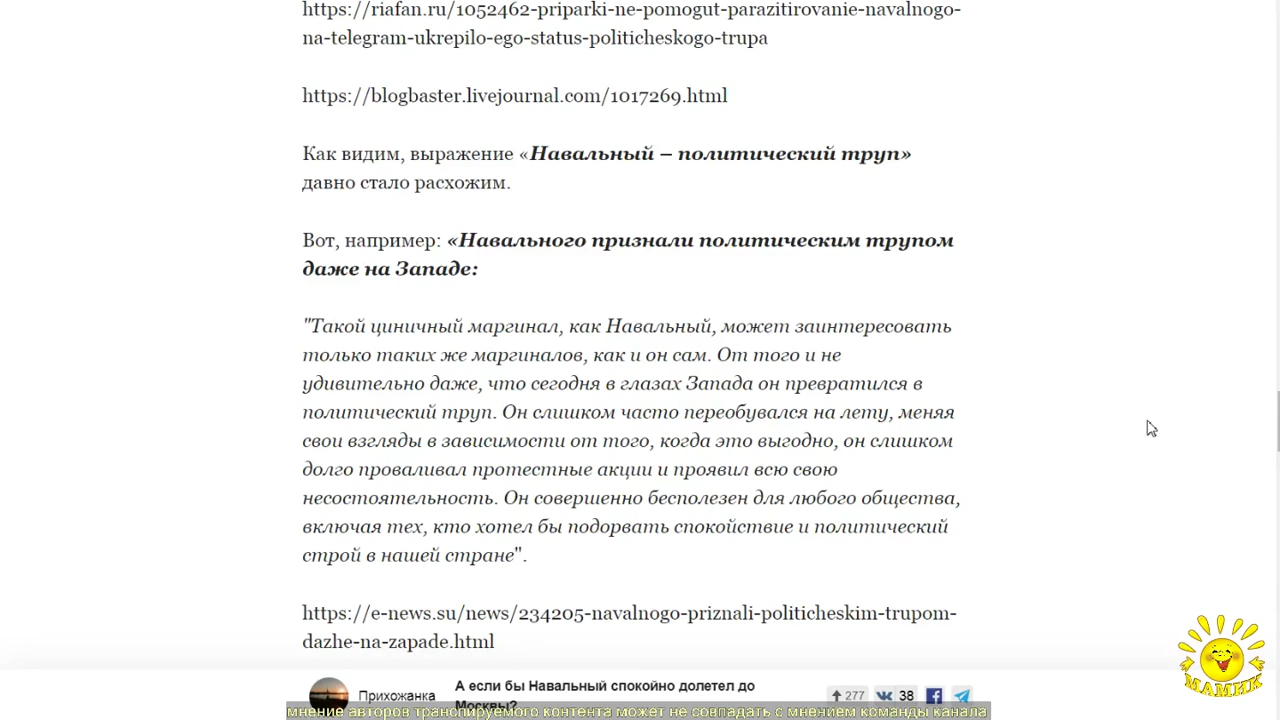 https://riafan.ru/1052462-priparki-ne-pomogut-parazitirovanie-navalnogo-
na-telegram-ukrepilo-ego-status-politicheskogo-trupa
https://blogbaster.livejournal.com/1017269.html
Как видим, выражение «Навальный – политический труп»
давно стало расхожим.
Вот, например: «Навального признали политическим трупом
даже на Западе:
"Такой циничный маргинал, как Навальный, может заинтересовать
только таких же маргиналов, как и он сам. От того и не
удивительно даже, что сегодня в глазах Запада он превратился в
политический труп. Он слишком часто переобувался на лету, меняя
свои взгляды в зависимости от того, когда это выгодно, он слишком
долго проваливал протестные акции и проявил всю свою
несостоятельность. Он совершенно бесполезен для любого общества,
включая тех, кто хотел бы подорвать спокойствие и политический
строй в нашей стране".
https://e-news.su/news/234205-navalnogo-priznali-politicheskim-trupom-
dazhe-na-zapade.html
Прихожанка
А если бы Навальный спокойно долетел до
Москвы?
277
38
мнение авторов транслируемого контента может не совпадать с мнением команды канала
МАМИК